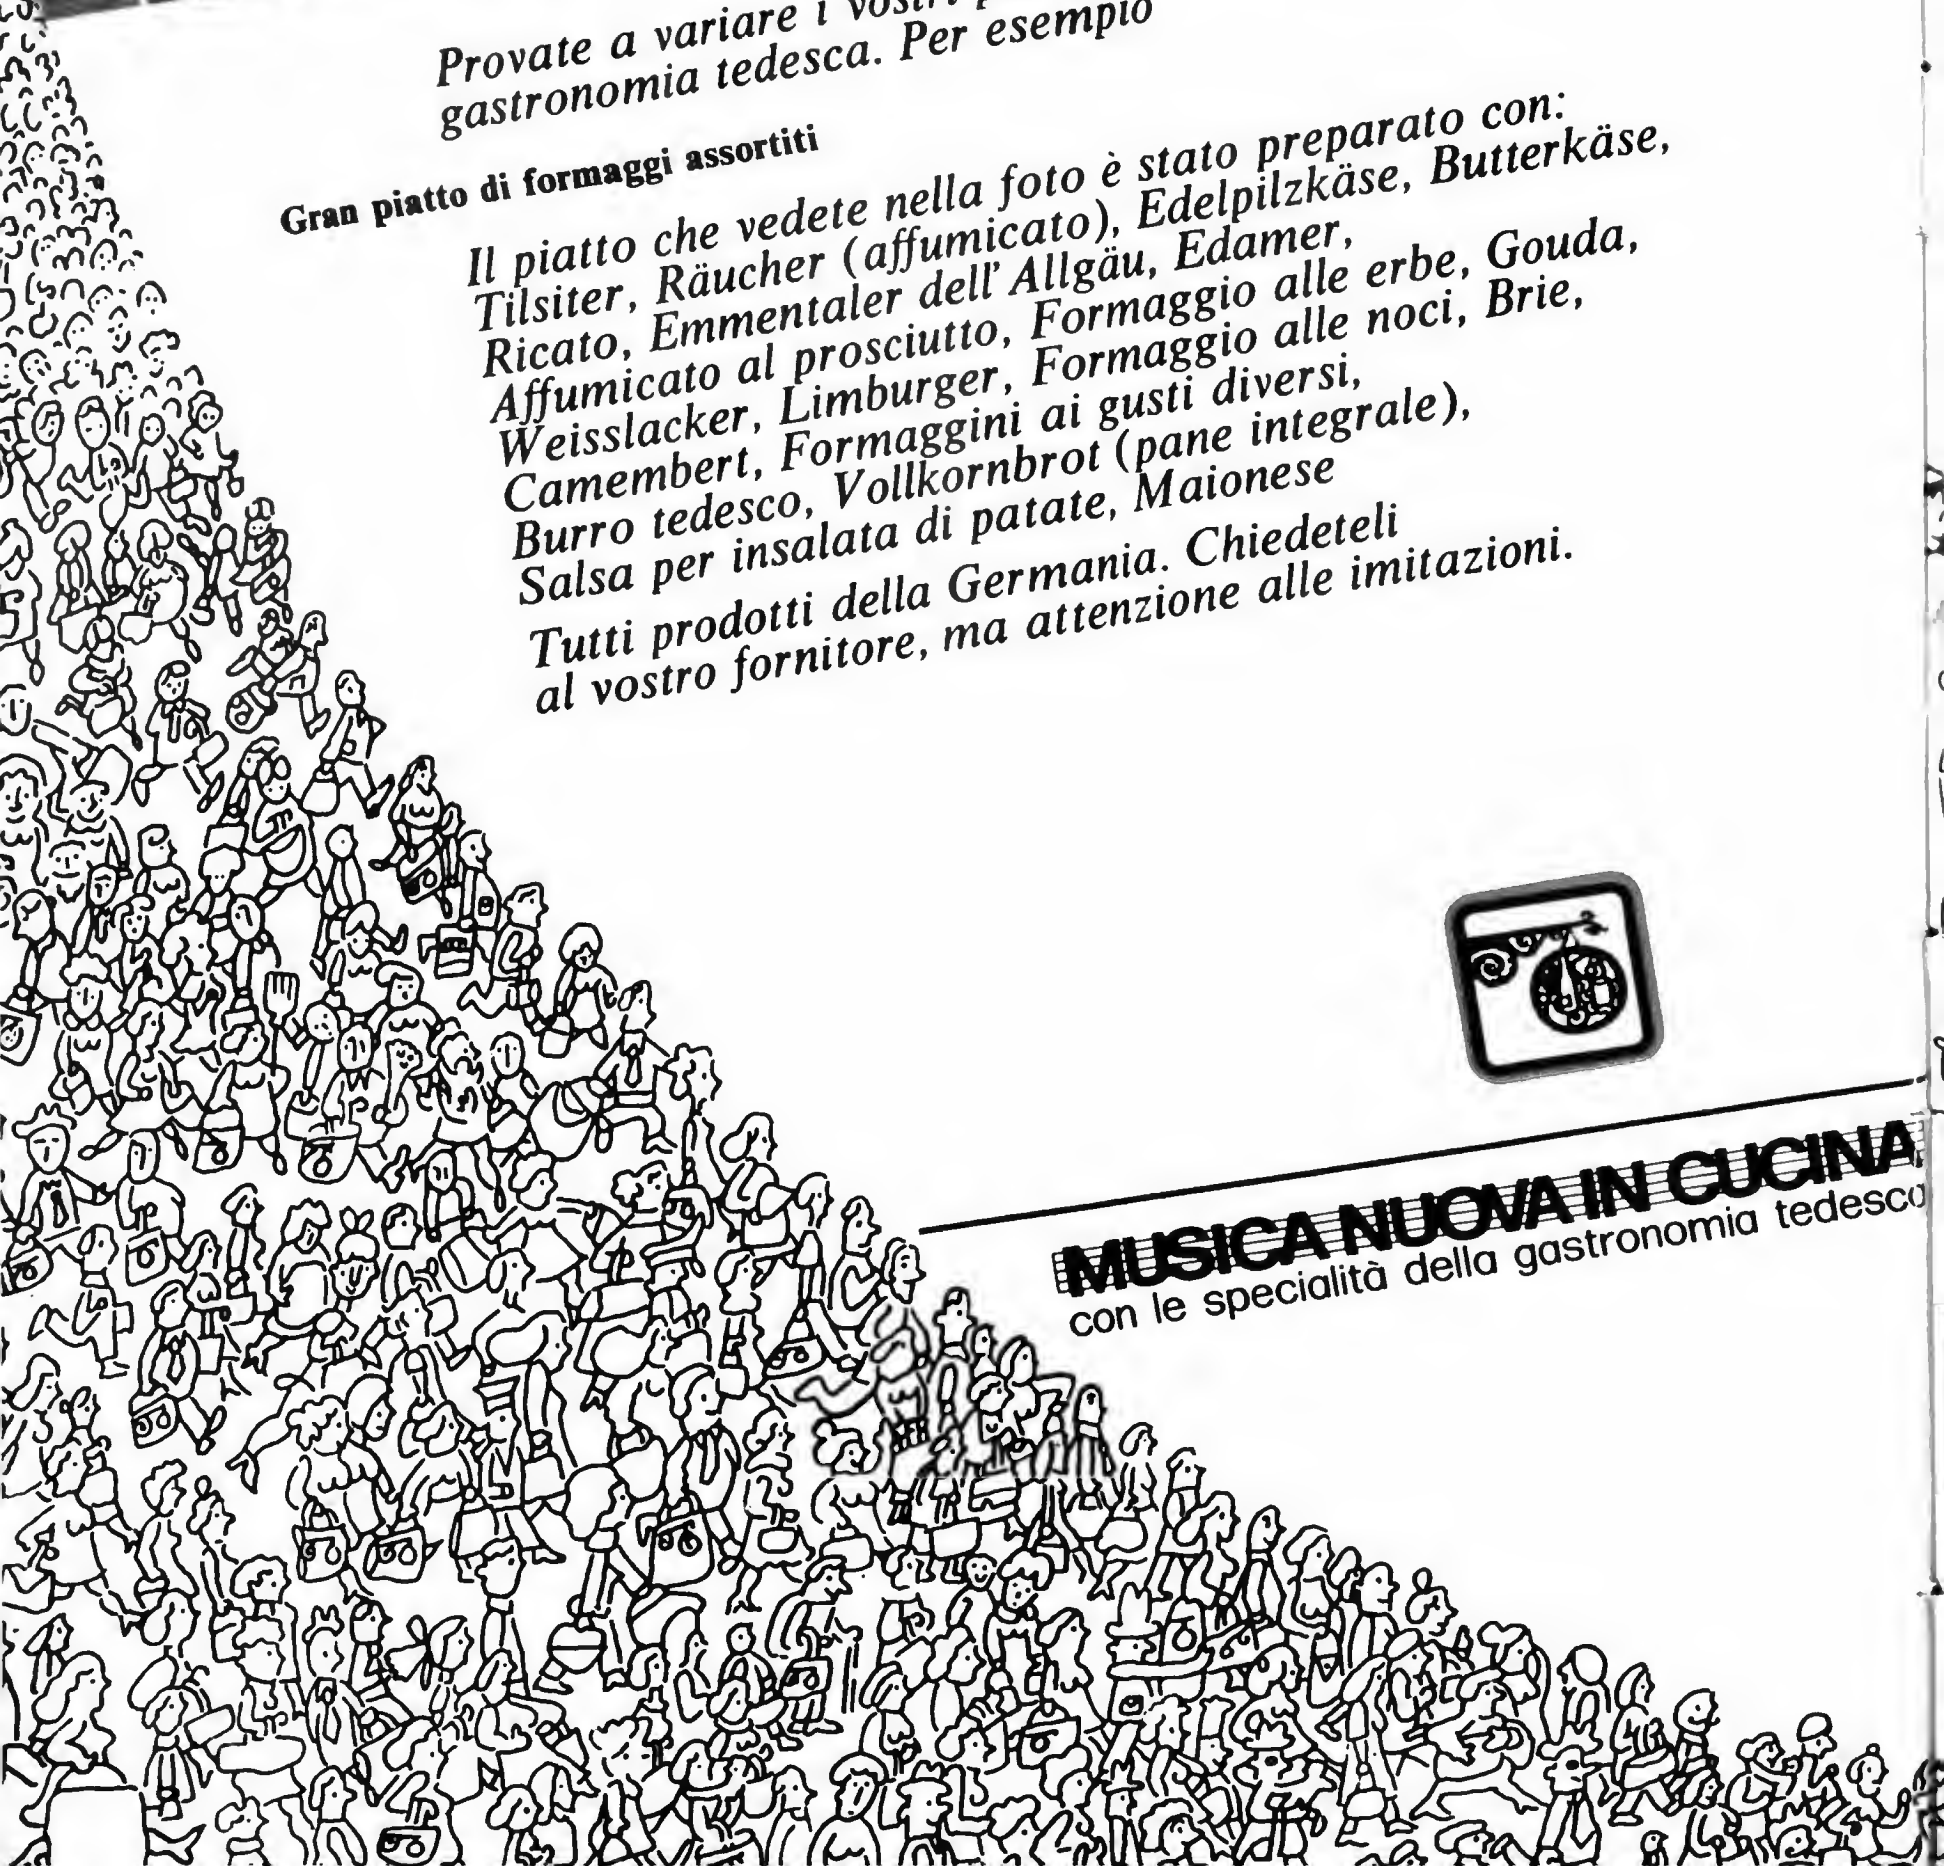 Provate a variare i
gastronomia tedesca. Per esempio
Gran piatto di formaggi assortiti
Il piatto che vedete nella foto è stato preparato con:
Tilsiter, Räucher (affumicato), Edelpilzkäse, Butterkäse,
Ricato, Emmentaler dell' Allgäu, Edamer,
Affumicato al prosciutto, Formaggio alle erbe, Gouda,
Weisslacker, Limburger, Formaggio alle noci, Brie,
Camembert, Formaggini ai gusti diversi,
Burro tedesco, Vollkornbrot (pane integrale),
Salsa per insalata di patate, Maionese
Tutti prodotti della Germania. Chiedeteli
al vostro fornitore, ma attenzione alle imitazioni.
MUSICA NUOVA IN CUCINA
con le specialità della gastronomia tedesca